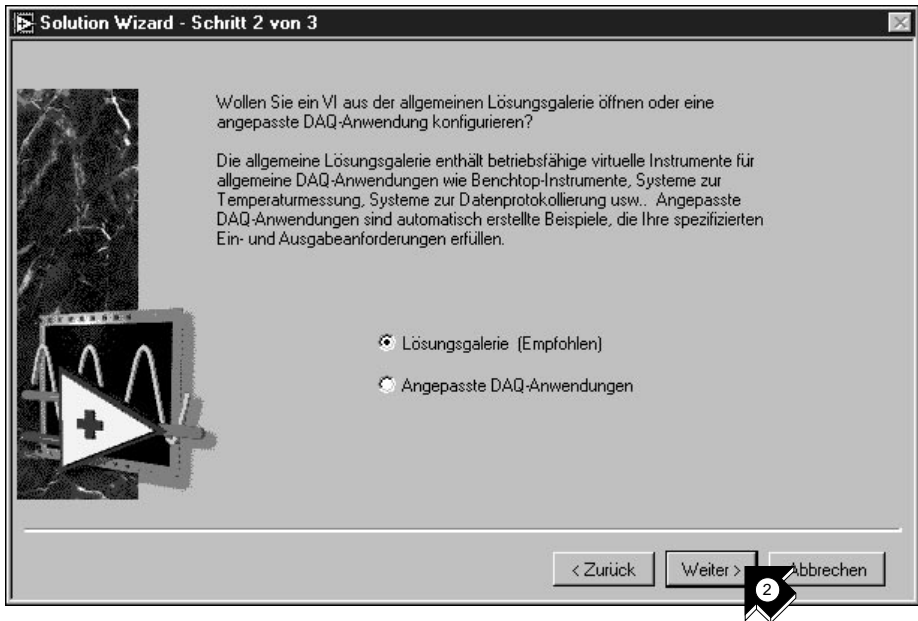 Solution Wizard - Schritt 2 von 3
Wollen Sie ein VI aus der allgemeinen Lösungsgalerie öffnen oder eine
angepasste DAQ-Anwendung konfigurieren?
Die allgemeine Lösungsgalerie enthält betriebsfähige virtuelle Instrumente für
allgemeine DAQ-Anwendungen wie Benchtop-Instrumente, Systeme zur
Temperaturmessung, Systeme zur Datenprotokollierung usw.. Angepasste
DAQ-Anwendungen sind automatisch erstellte Beispiele, die Ihre spezifizierten
Ein- und Ausgabeanforderungen erfüllen.
Lösungsgalerie (Empfohlen)
Angepasste DAQ-Anwendungen
< Zurück
Weiter >
Abbrechen
2